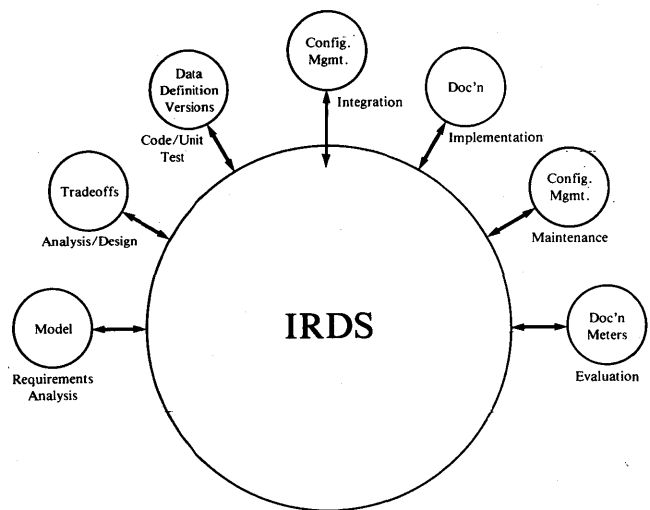 Config.
Mgmt.
Integration
Data
Definition
Versions
Code/Unit
Test
Doc'n
Implementation
Tradeoffs
Analysis/Design
Config.
Mgmt.
Maintenance
IRDS
Model
Requirements
Analysis
Doc'n
Meters
Evaluation